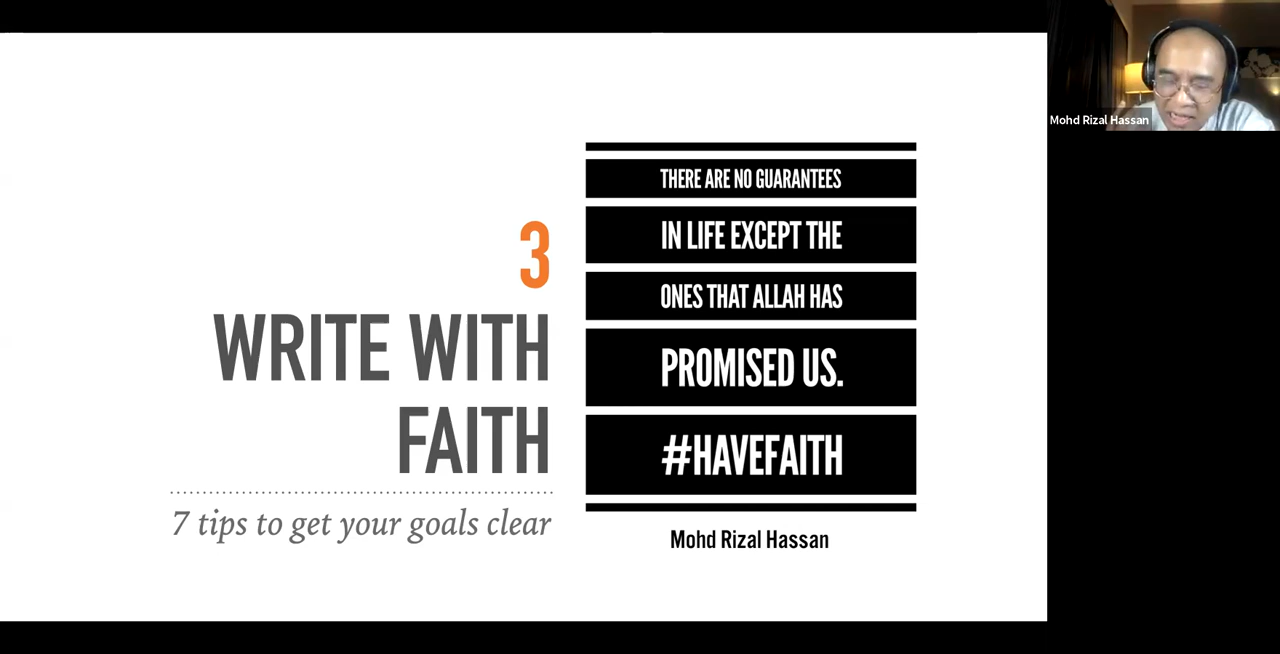 3
WRITE WITH
FAITH
7 tips to get your goals clear
THERE ARE NO GUARANTEES
IN LIFE EXCEPT THE
ONES THAT ALLAH HAS
PROMISED US.
#HAVEFAITH
Mohd Rizal Hassan
Mohd Rizal Hassan